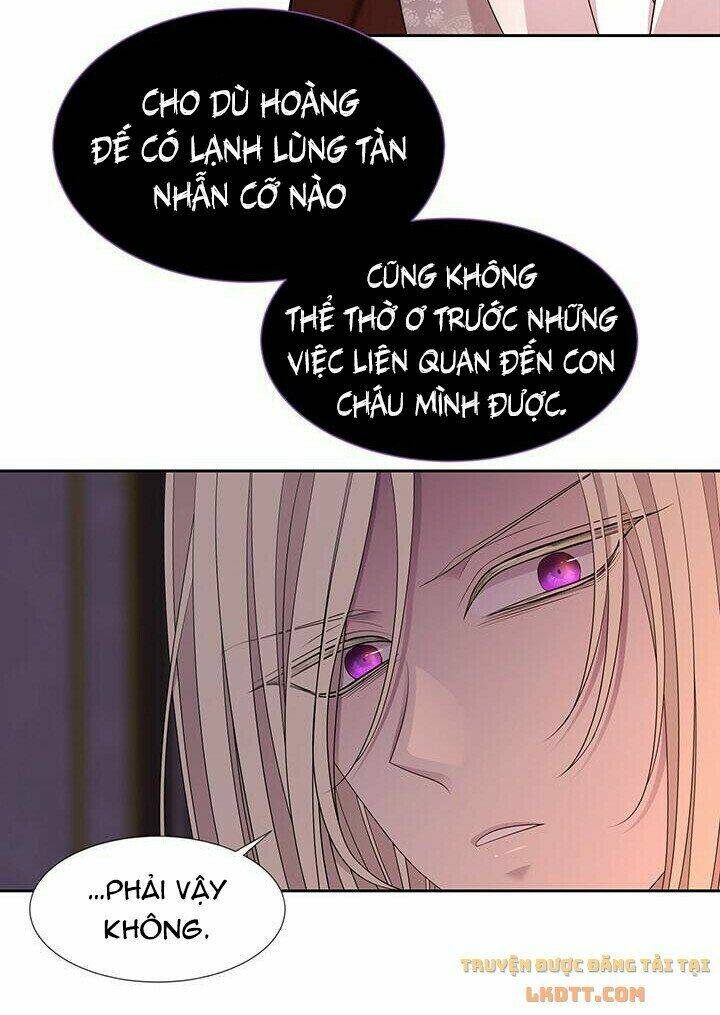 CHO DÙ HOÀNG
ĐẾ CÓ LẠNH LÙNG TÀN
NHẪN CỠ NÀO
CŨNG KHÔNG
THỂ THỜ Ơ TRƯỚC NHỮNG
VIỆC LIÊN QUAN ĐẾN CON
CHÁU MÌNH ĐƯỢC.
...PHẢI VẬY
KHÔNG.
TRUYỆN ĐƯỢC ĐĂNG TẢI TẠI
LKDTT.COM